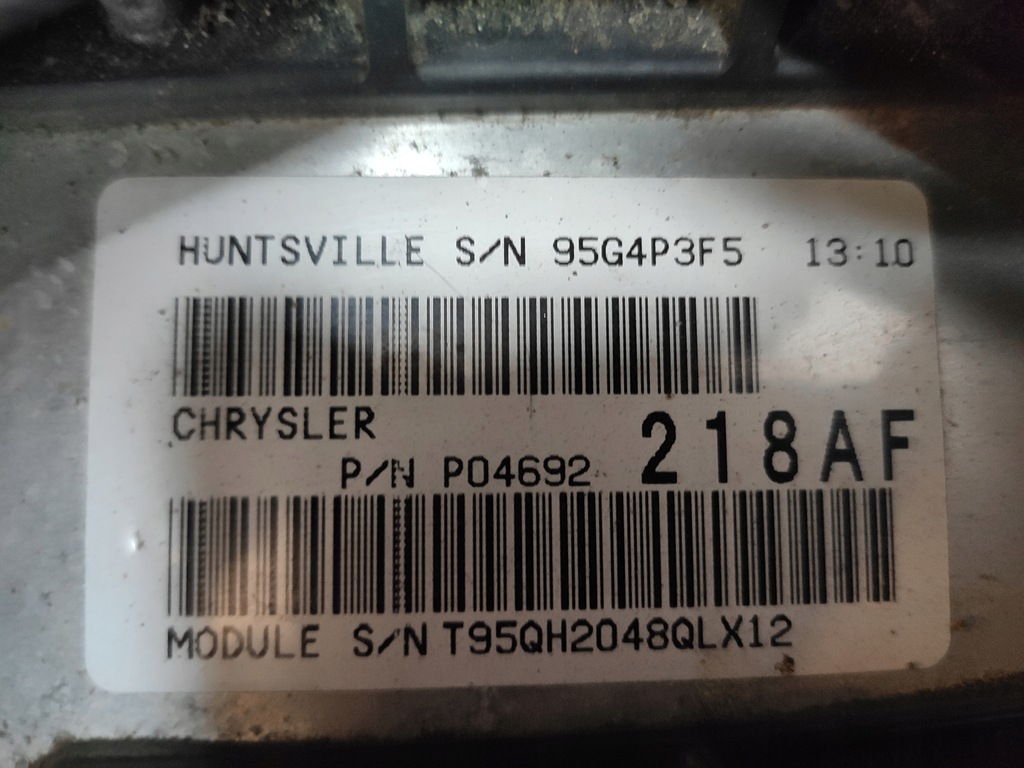 HUNTSVILLE S/N 95G4P3F5 13:10
CHRYSLER
P/N P04692 218AF
MODULE S/N T95QH2048QLX12